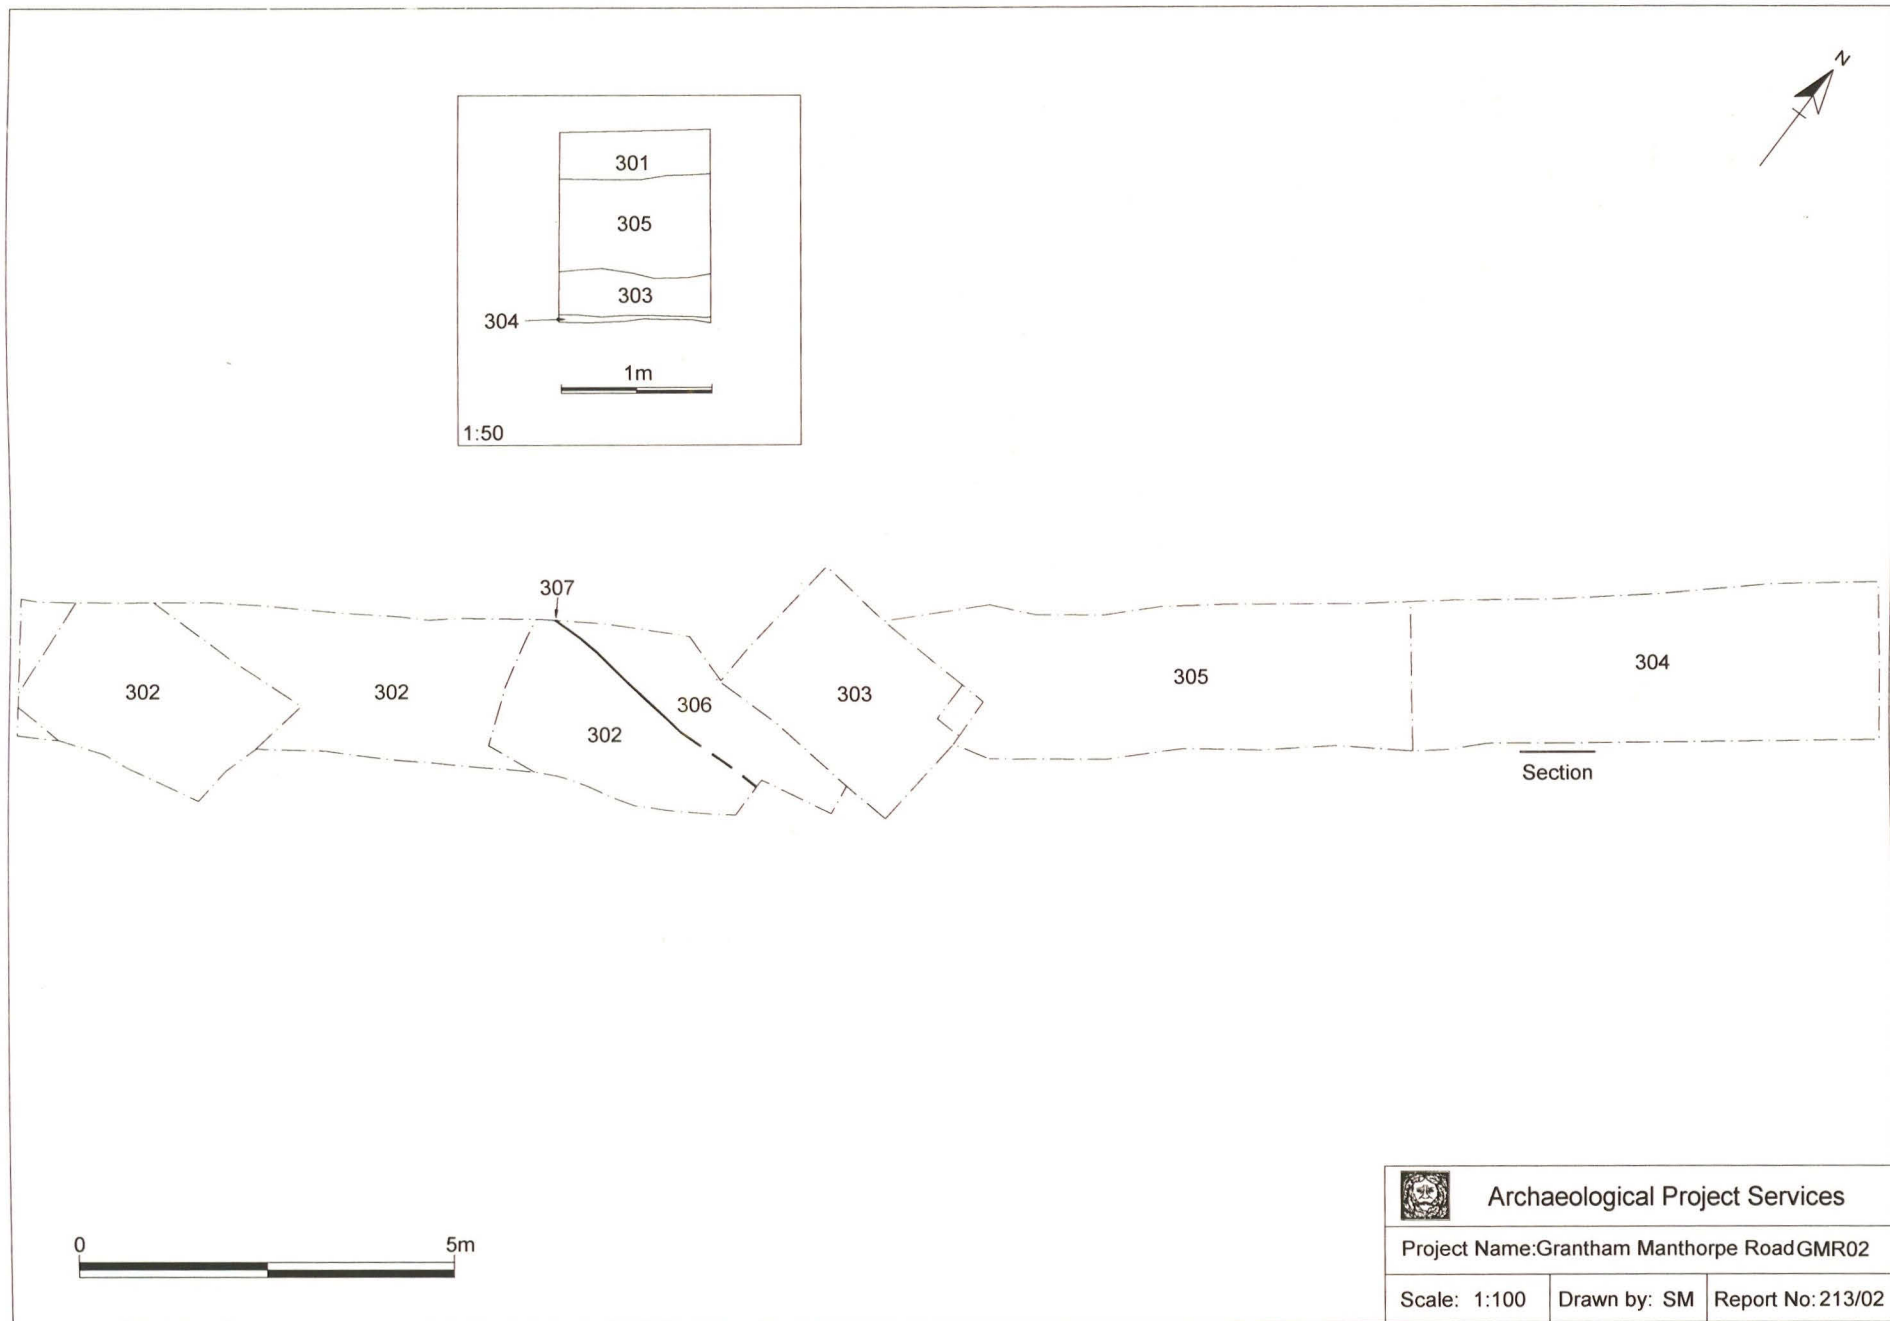 N
301
305
303
304
1m
1:50
307
302
302
302
306
303
305
304
Section
0 5m
Archaeological Project Services
Project Name:Grantham Manthorpe Road GMR02
Scale: 1:100 Drawn by: SM Report No:213/02